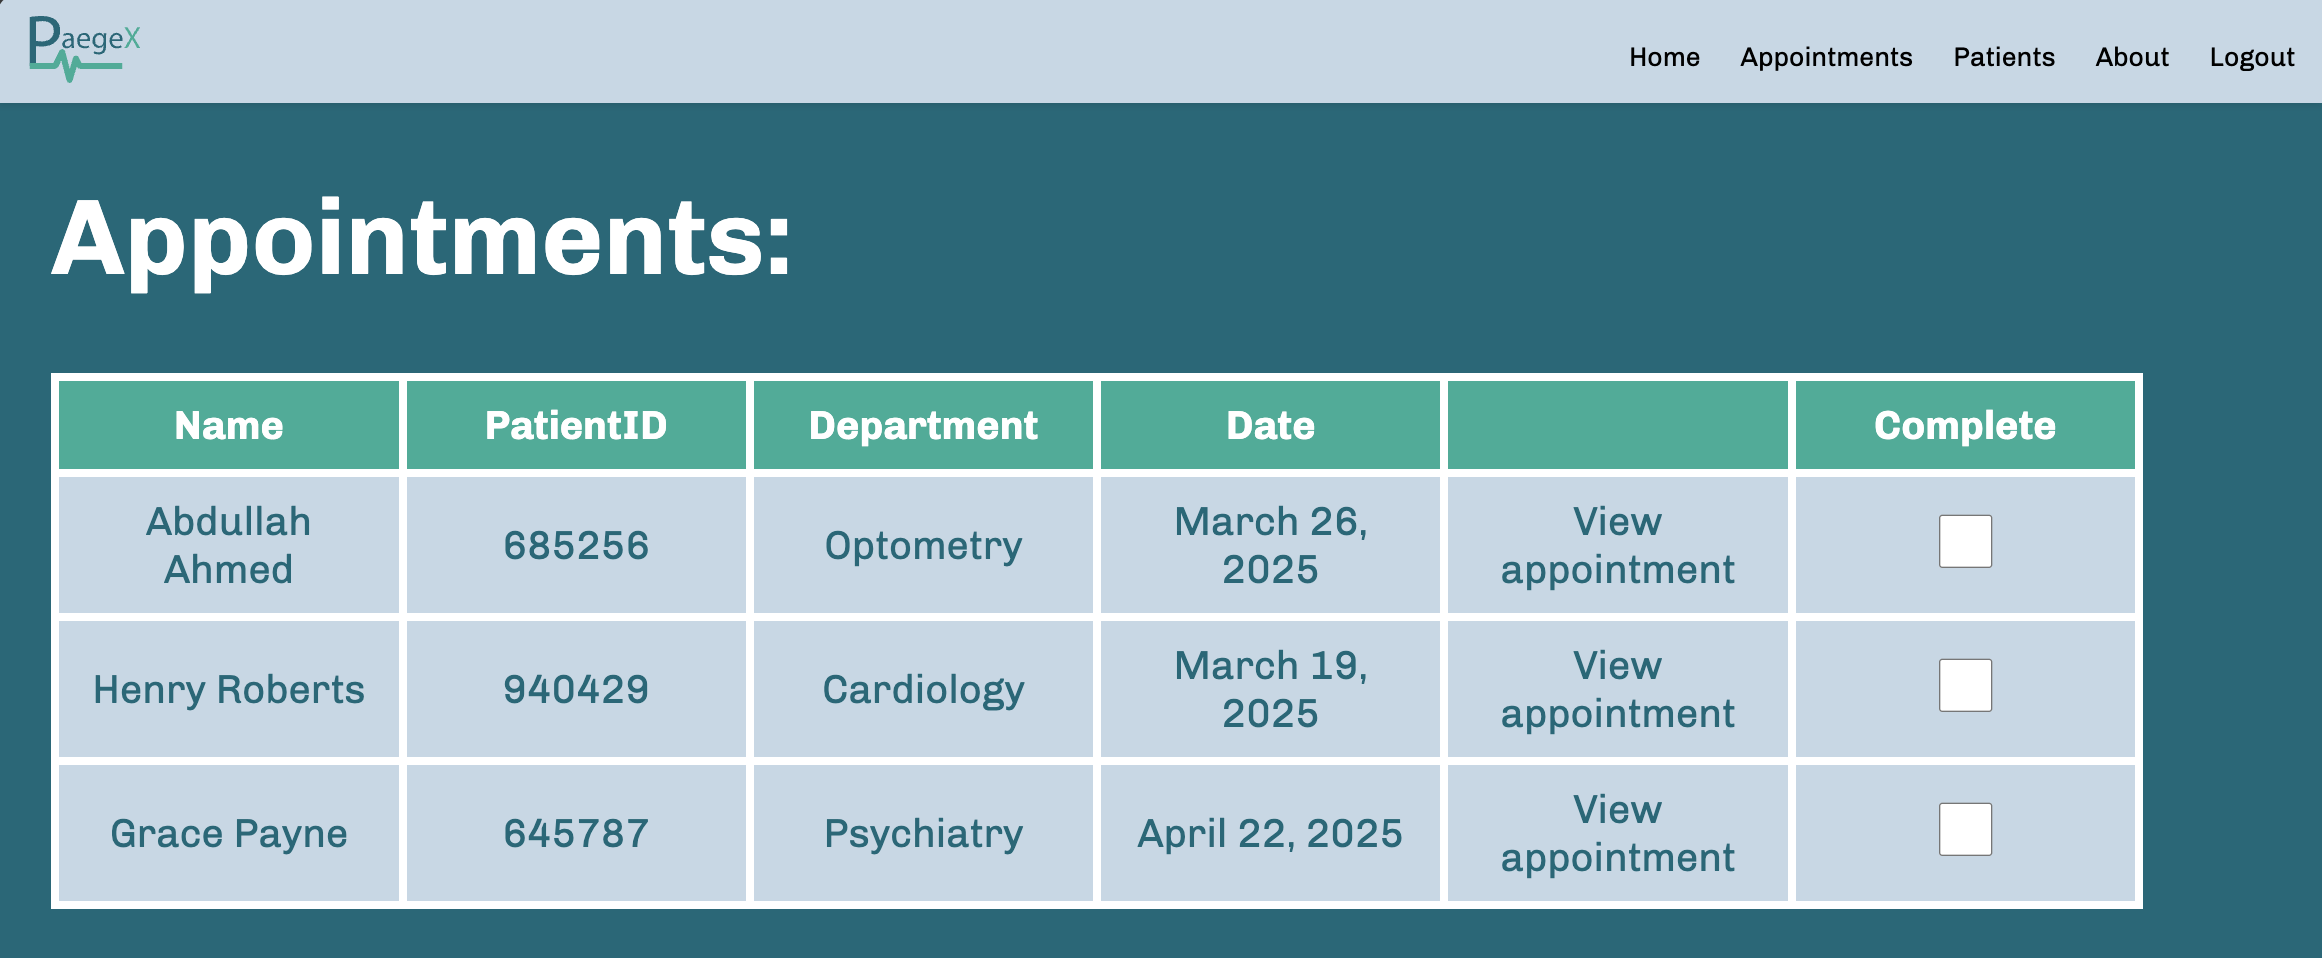 PaegeX
Home Appointments Patients About Logout
Appointments:
Name PatientID Department Date Complete
Abdullah
Ahmed
685256
Optometry
March 26,
2025
View
appointment
Henry Roberts
940429
Cardiology
March 19,
2025
View
appointment
Grace Payne
645787
Psychiatry
April 22, 2025
View
appointment